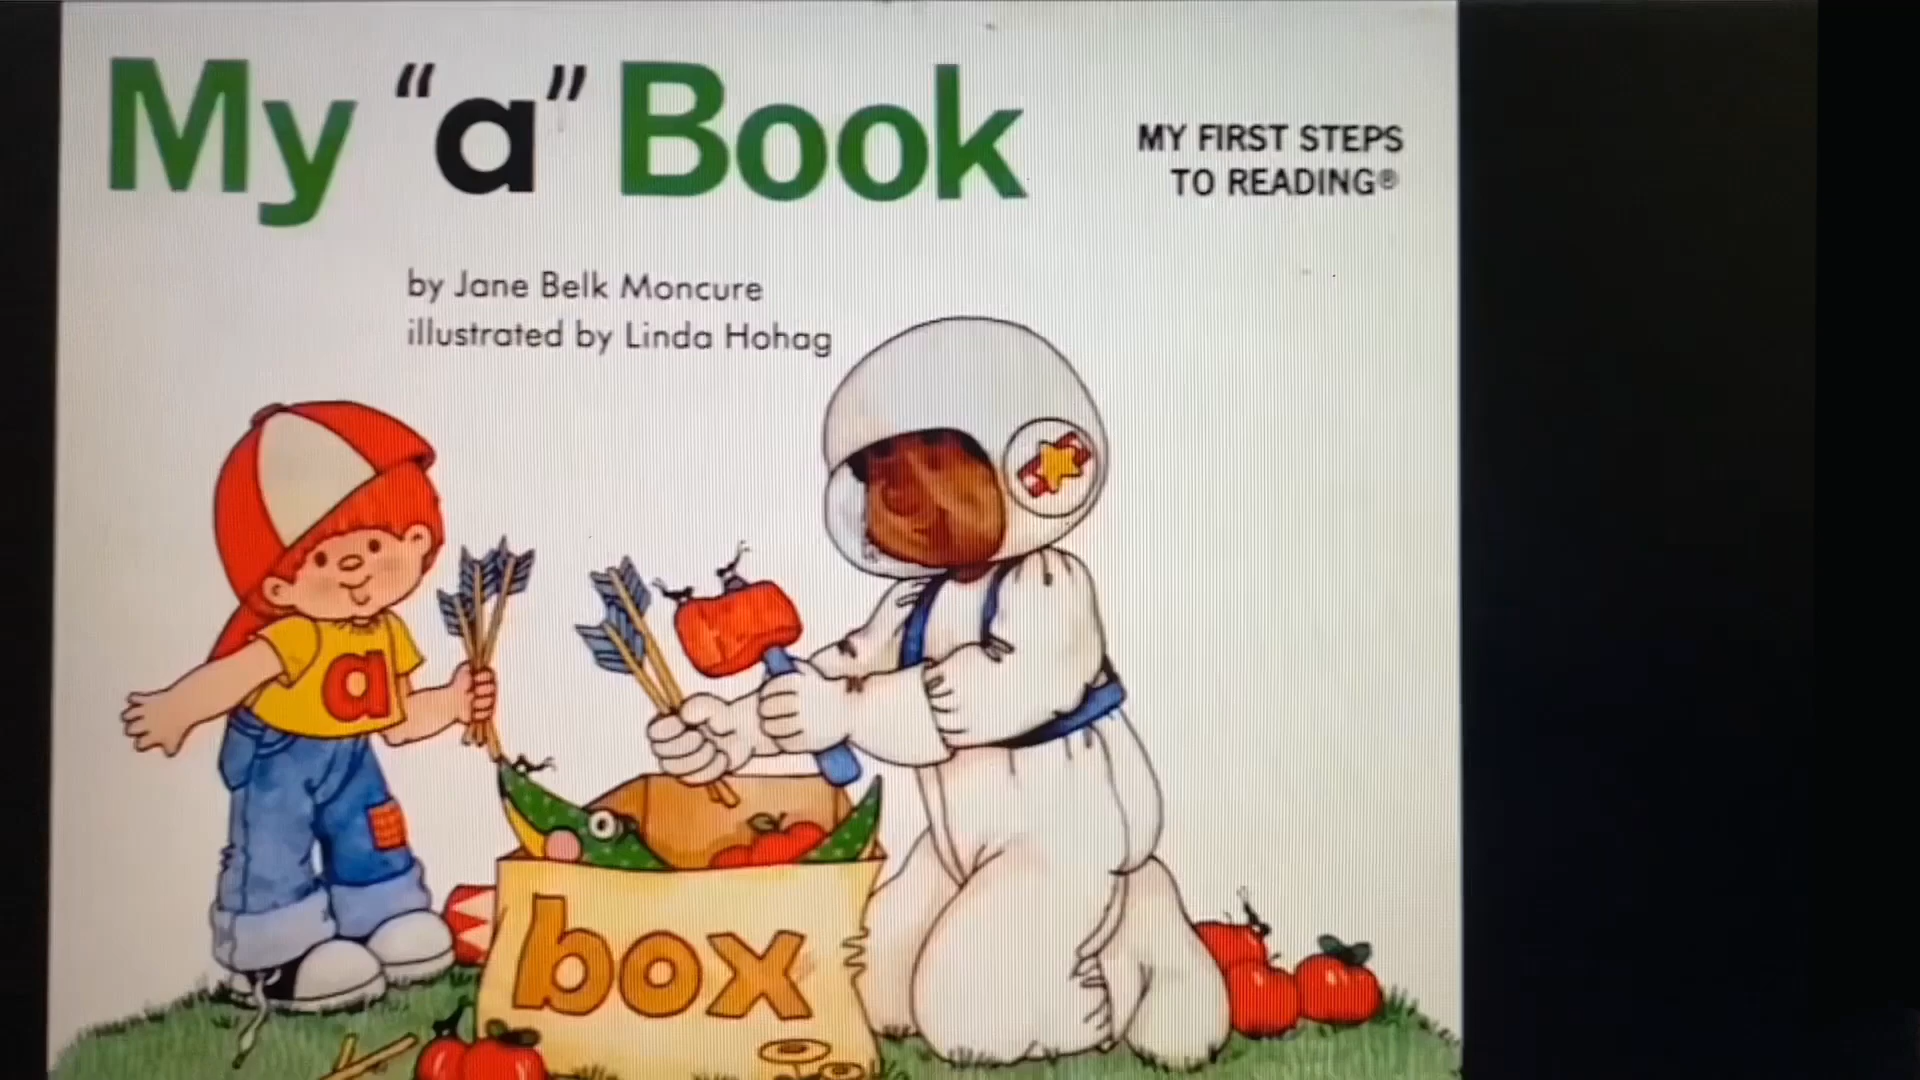 My "a" Book
MY FIRST STEPS
TO READING®
by Jane Belk Moncure
illustrated by Linda Hohag
a
box